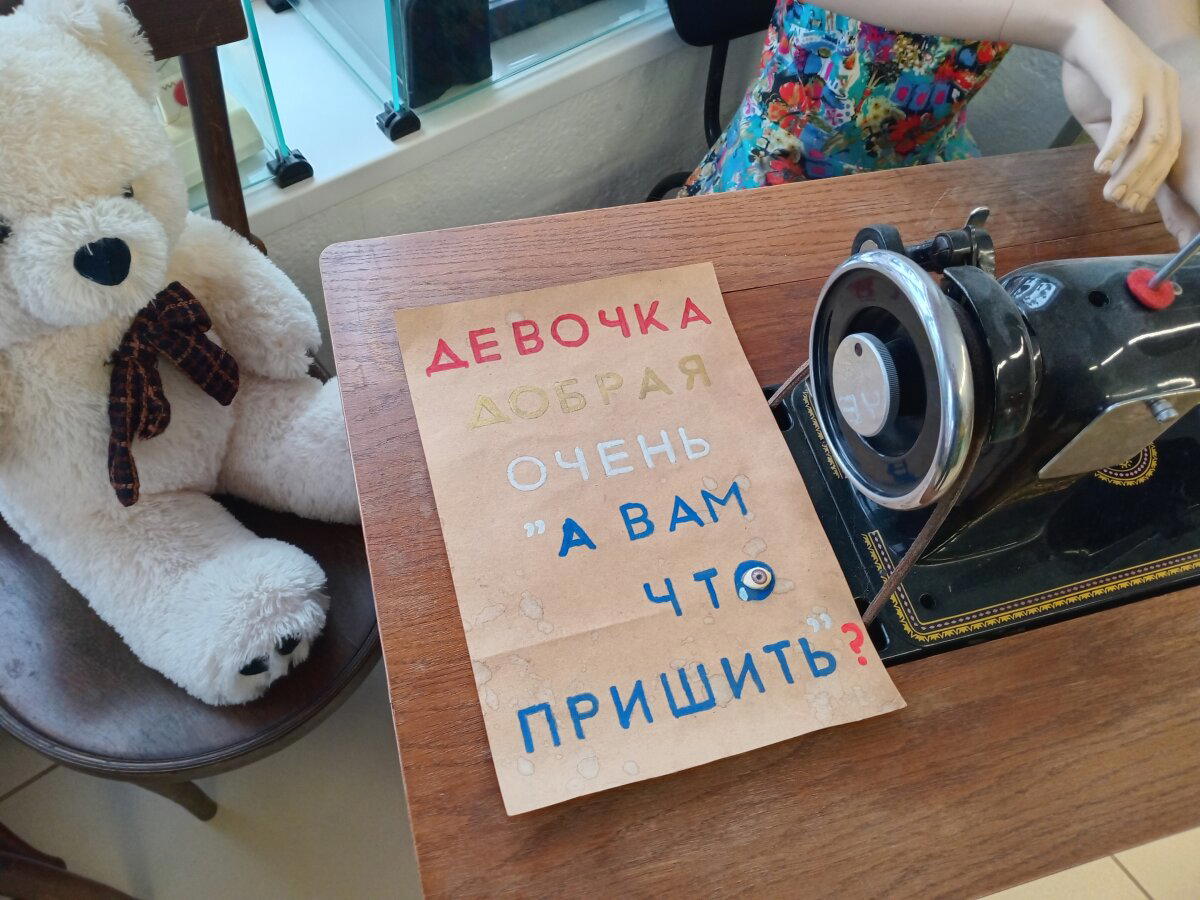 ДЕВОЧКА
ДОБРАЯ
ОЧЕНЬ
"А ВАМ
ЧТО
ПРИШИТЬ"?